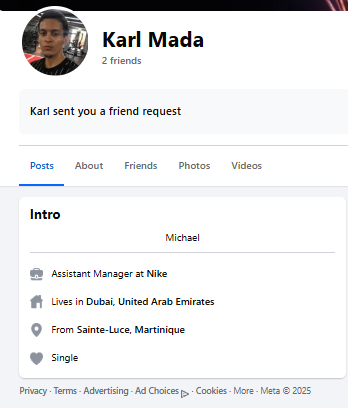 Karl Mada
2 friends
Karl sent you a friend request
Posts About Friends Photos Videos
Intro
Michael
Assistant Manager at Nike
Lives in Dubai, United Arab Emirates
From Sainte-Luce, Martinique
Single
Privacy · Terms · Advertising · Ad Choices · Cookies · More · Meta © 2025